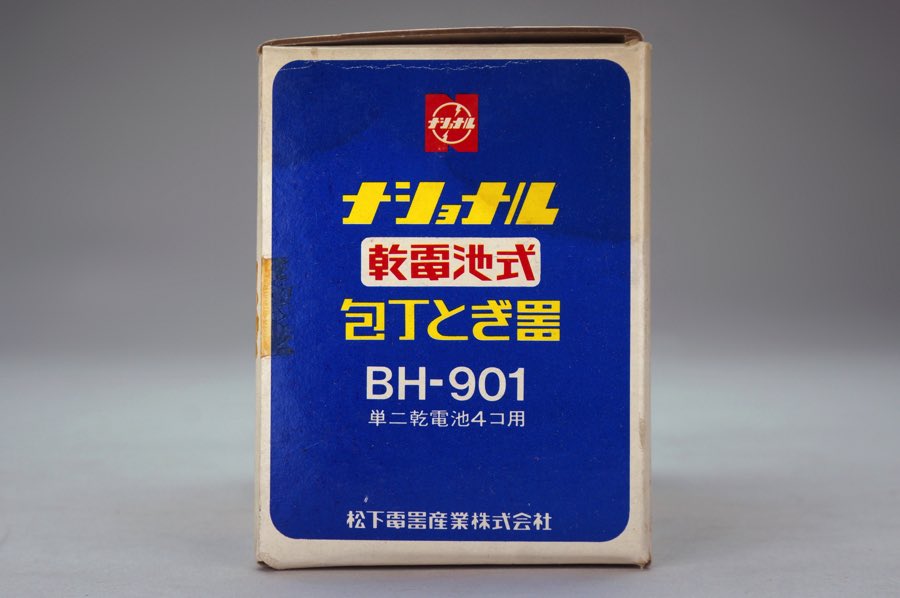 ナショナル
ナショナル
乾電池式
包丁とぎ器
BH-901
単二乾電池4コ用
松下電器産業株式会社